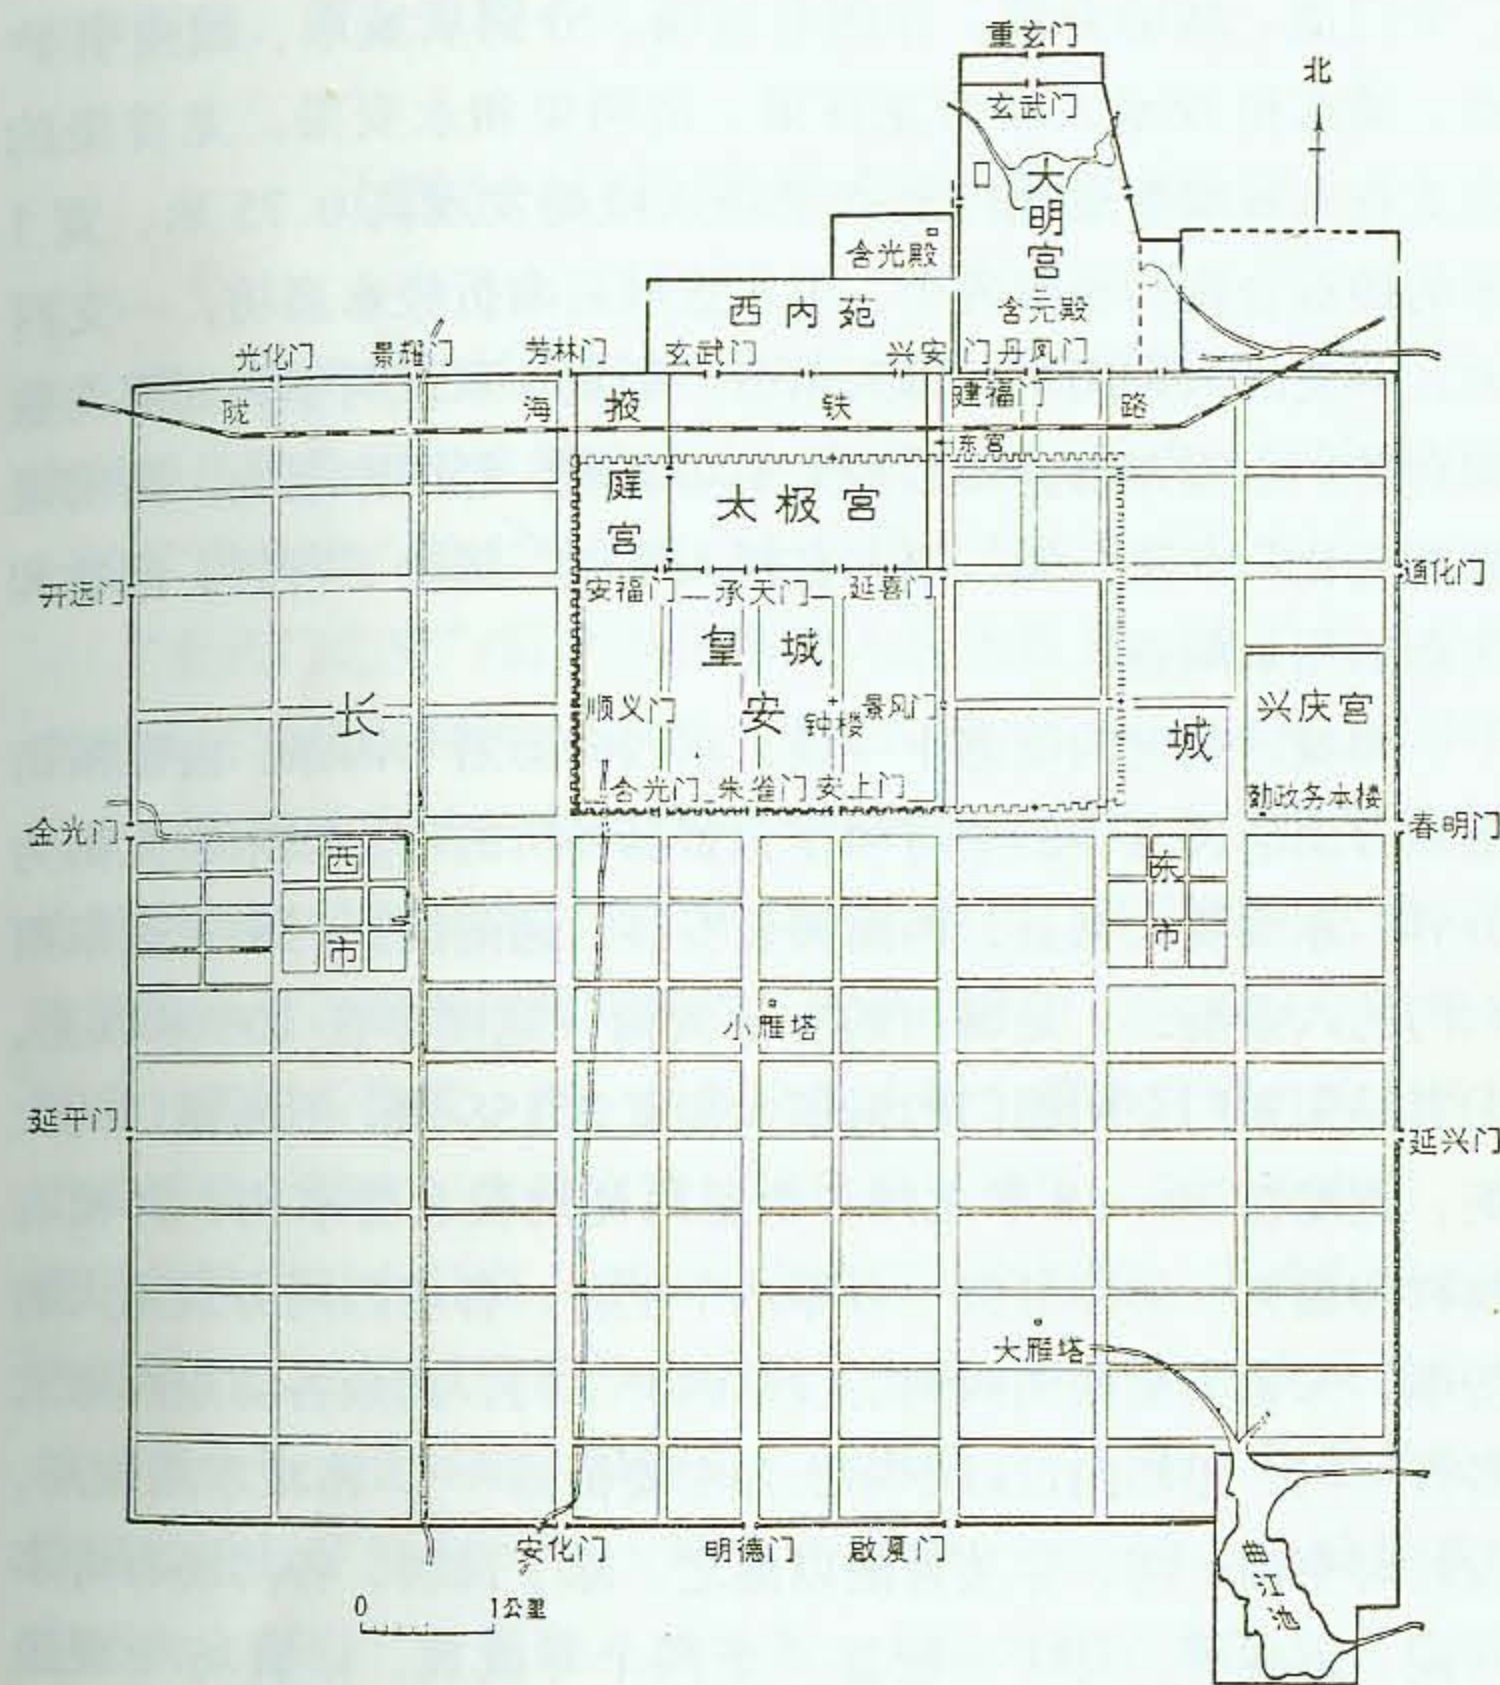 重玄门
北
玄武门
大明宫
含光殿
西内苑
含元殿
光化门 景耀门 芳林门 玄武门 兴安门 丹凤门
建福门
陇海铁路
东宫
掖庭宫
太极宫
开远门
安福门 承天门 延喜门
通化门
皇城
长安城
顺义门 钟楼 景风门
兴庆宫
含光门 朱雀门 安上门
勤政务本楼
金光门
春明门
西市
东市
小雁塔
延平门
延兴门
大雁塔
安化门 明德门 啟夏门
曲江池
0 1公里